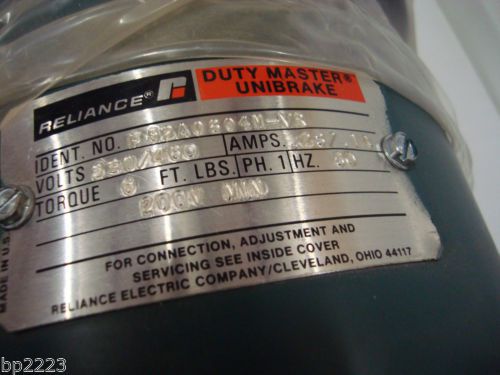 RELIANCE®
DUTY MASTER®
UNIBRAKE
IDENT. NO.
VOLTS AMPS.
TORQUE 6 FT. LBS. PH. 1 HZ. 60
FOR CONNECTION, ADJUSTMENT AND
SERVICING SEE INSIDE COVER
RELIANCE ELECTRIC COMPANY/CLEVELAND, OHIO 44117
MADE IN U.S.
bp2223